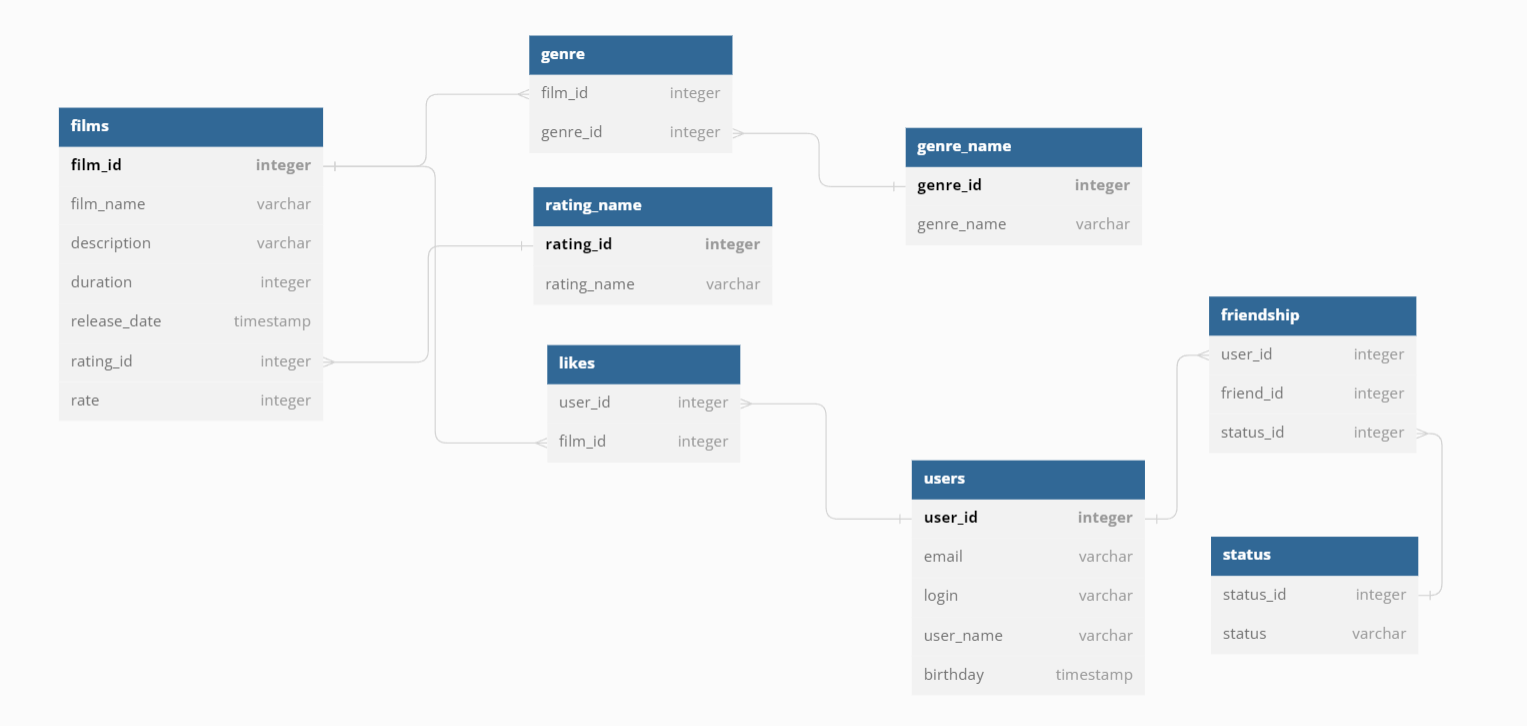 films
film_id integer
film_name varchar
description varchar
duration integer
release_date timestamp
rating_id integer
rate integer
genre
film_id integer
genre_id integer
rating_name
rating_id integer
rating_name varchar
likes
user_id integer
film_id integer
genre_name
genre_id integer
genre_name varchar
users
user_id integer
email varchar
login varchar
user_name varchar
birthday timestamp
friendship
user_id integer
friend_id integer
status_id integer
status
status_id integer
status varchar